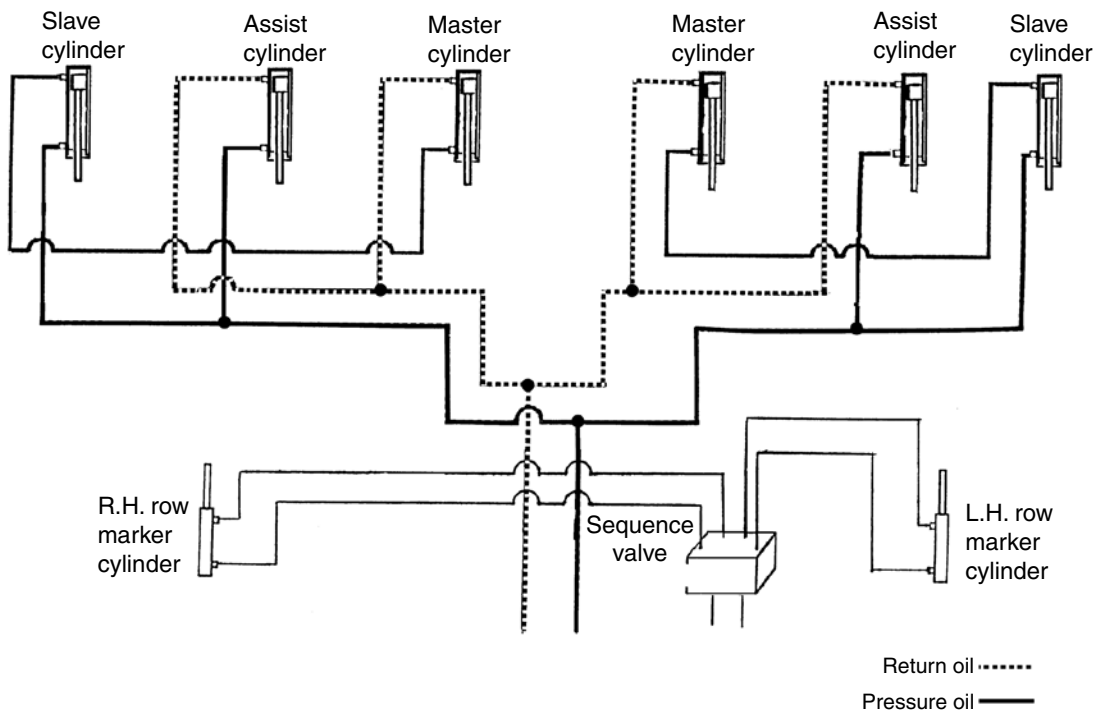 Slave
cylinder
Assist
cylinder
Master
cylinder
Master
cylinder
Assist
cylinder
Slave
cylinder
R.H. row
marker
cylinder
Sequence
valve
L.H. row
marker
cylinder
Return oil
Pressure oil